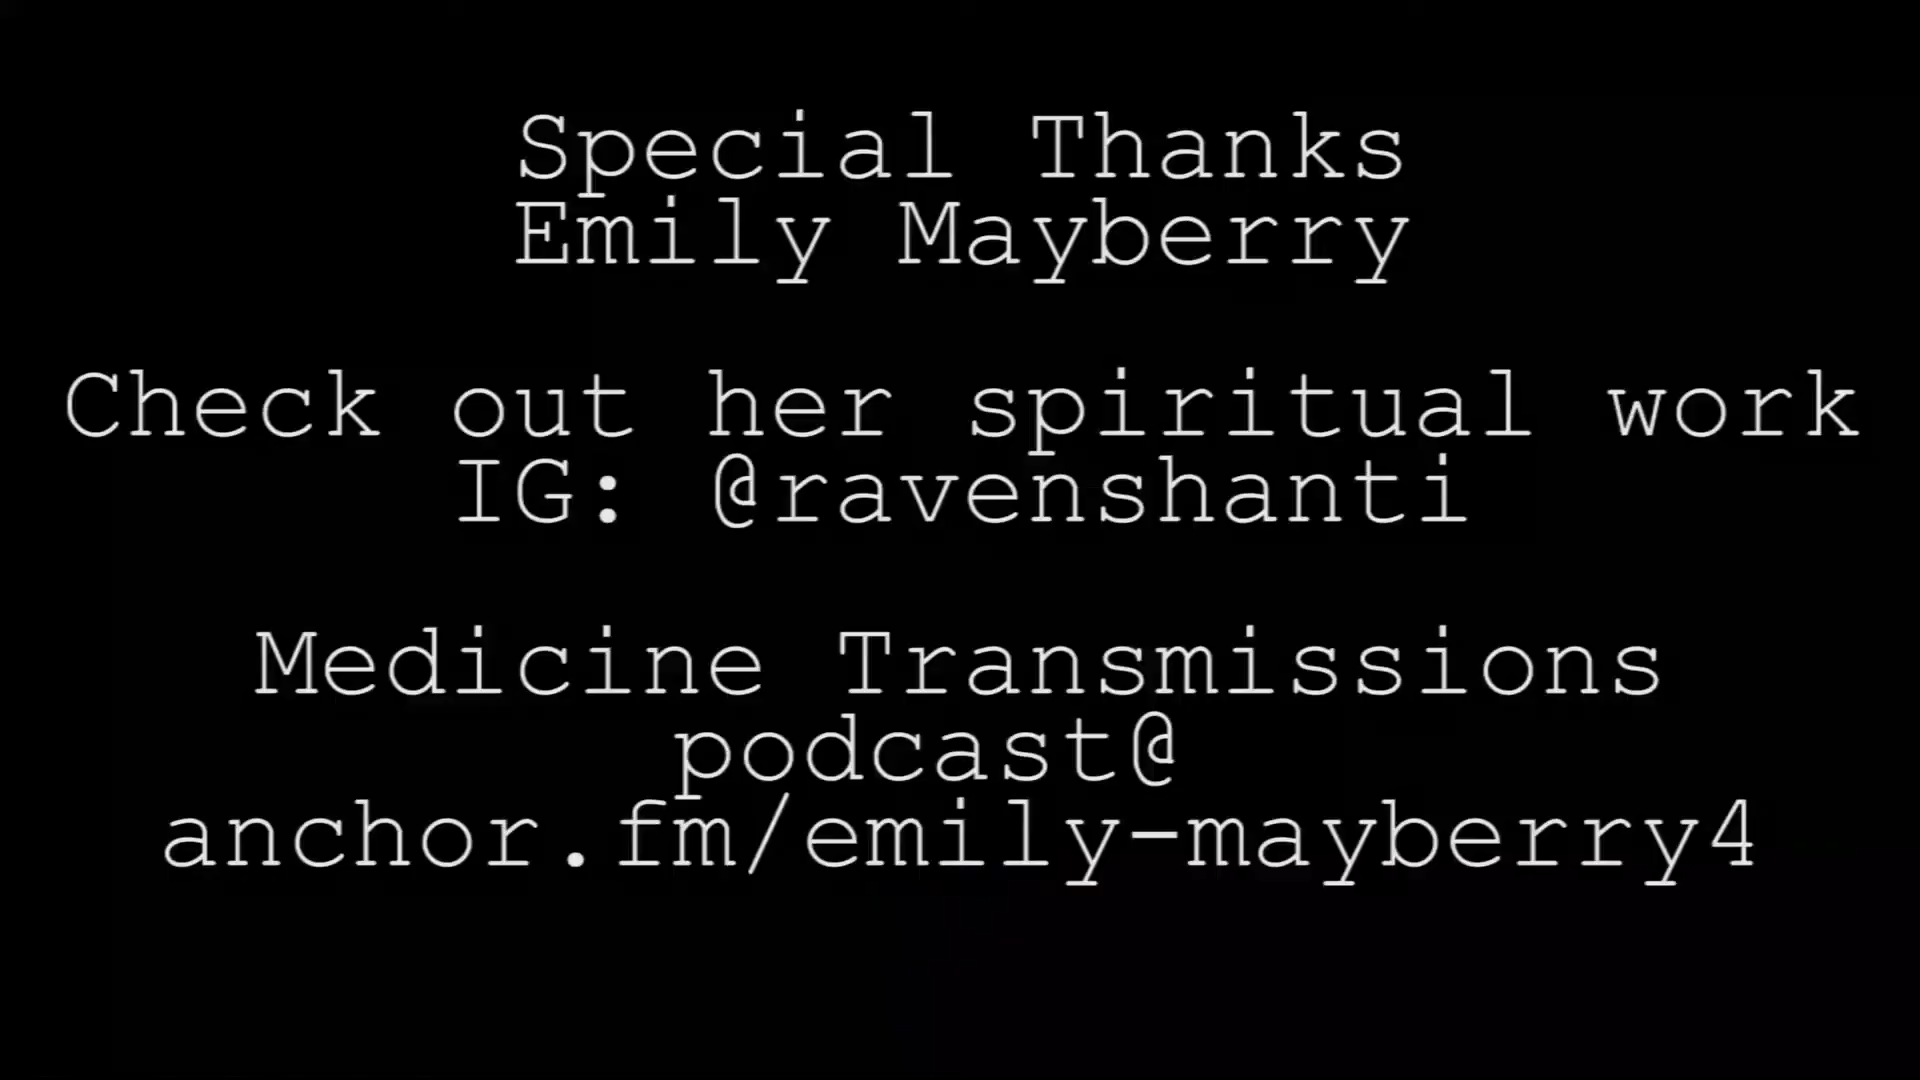 Special Thanks
Emily Mayberry
Check out her spiritual work
IG: @ravenshanti
Medicine Transmissions
podcast@
anchor.fm/emily-mayberry4